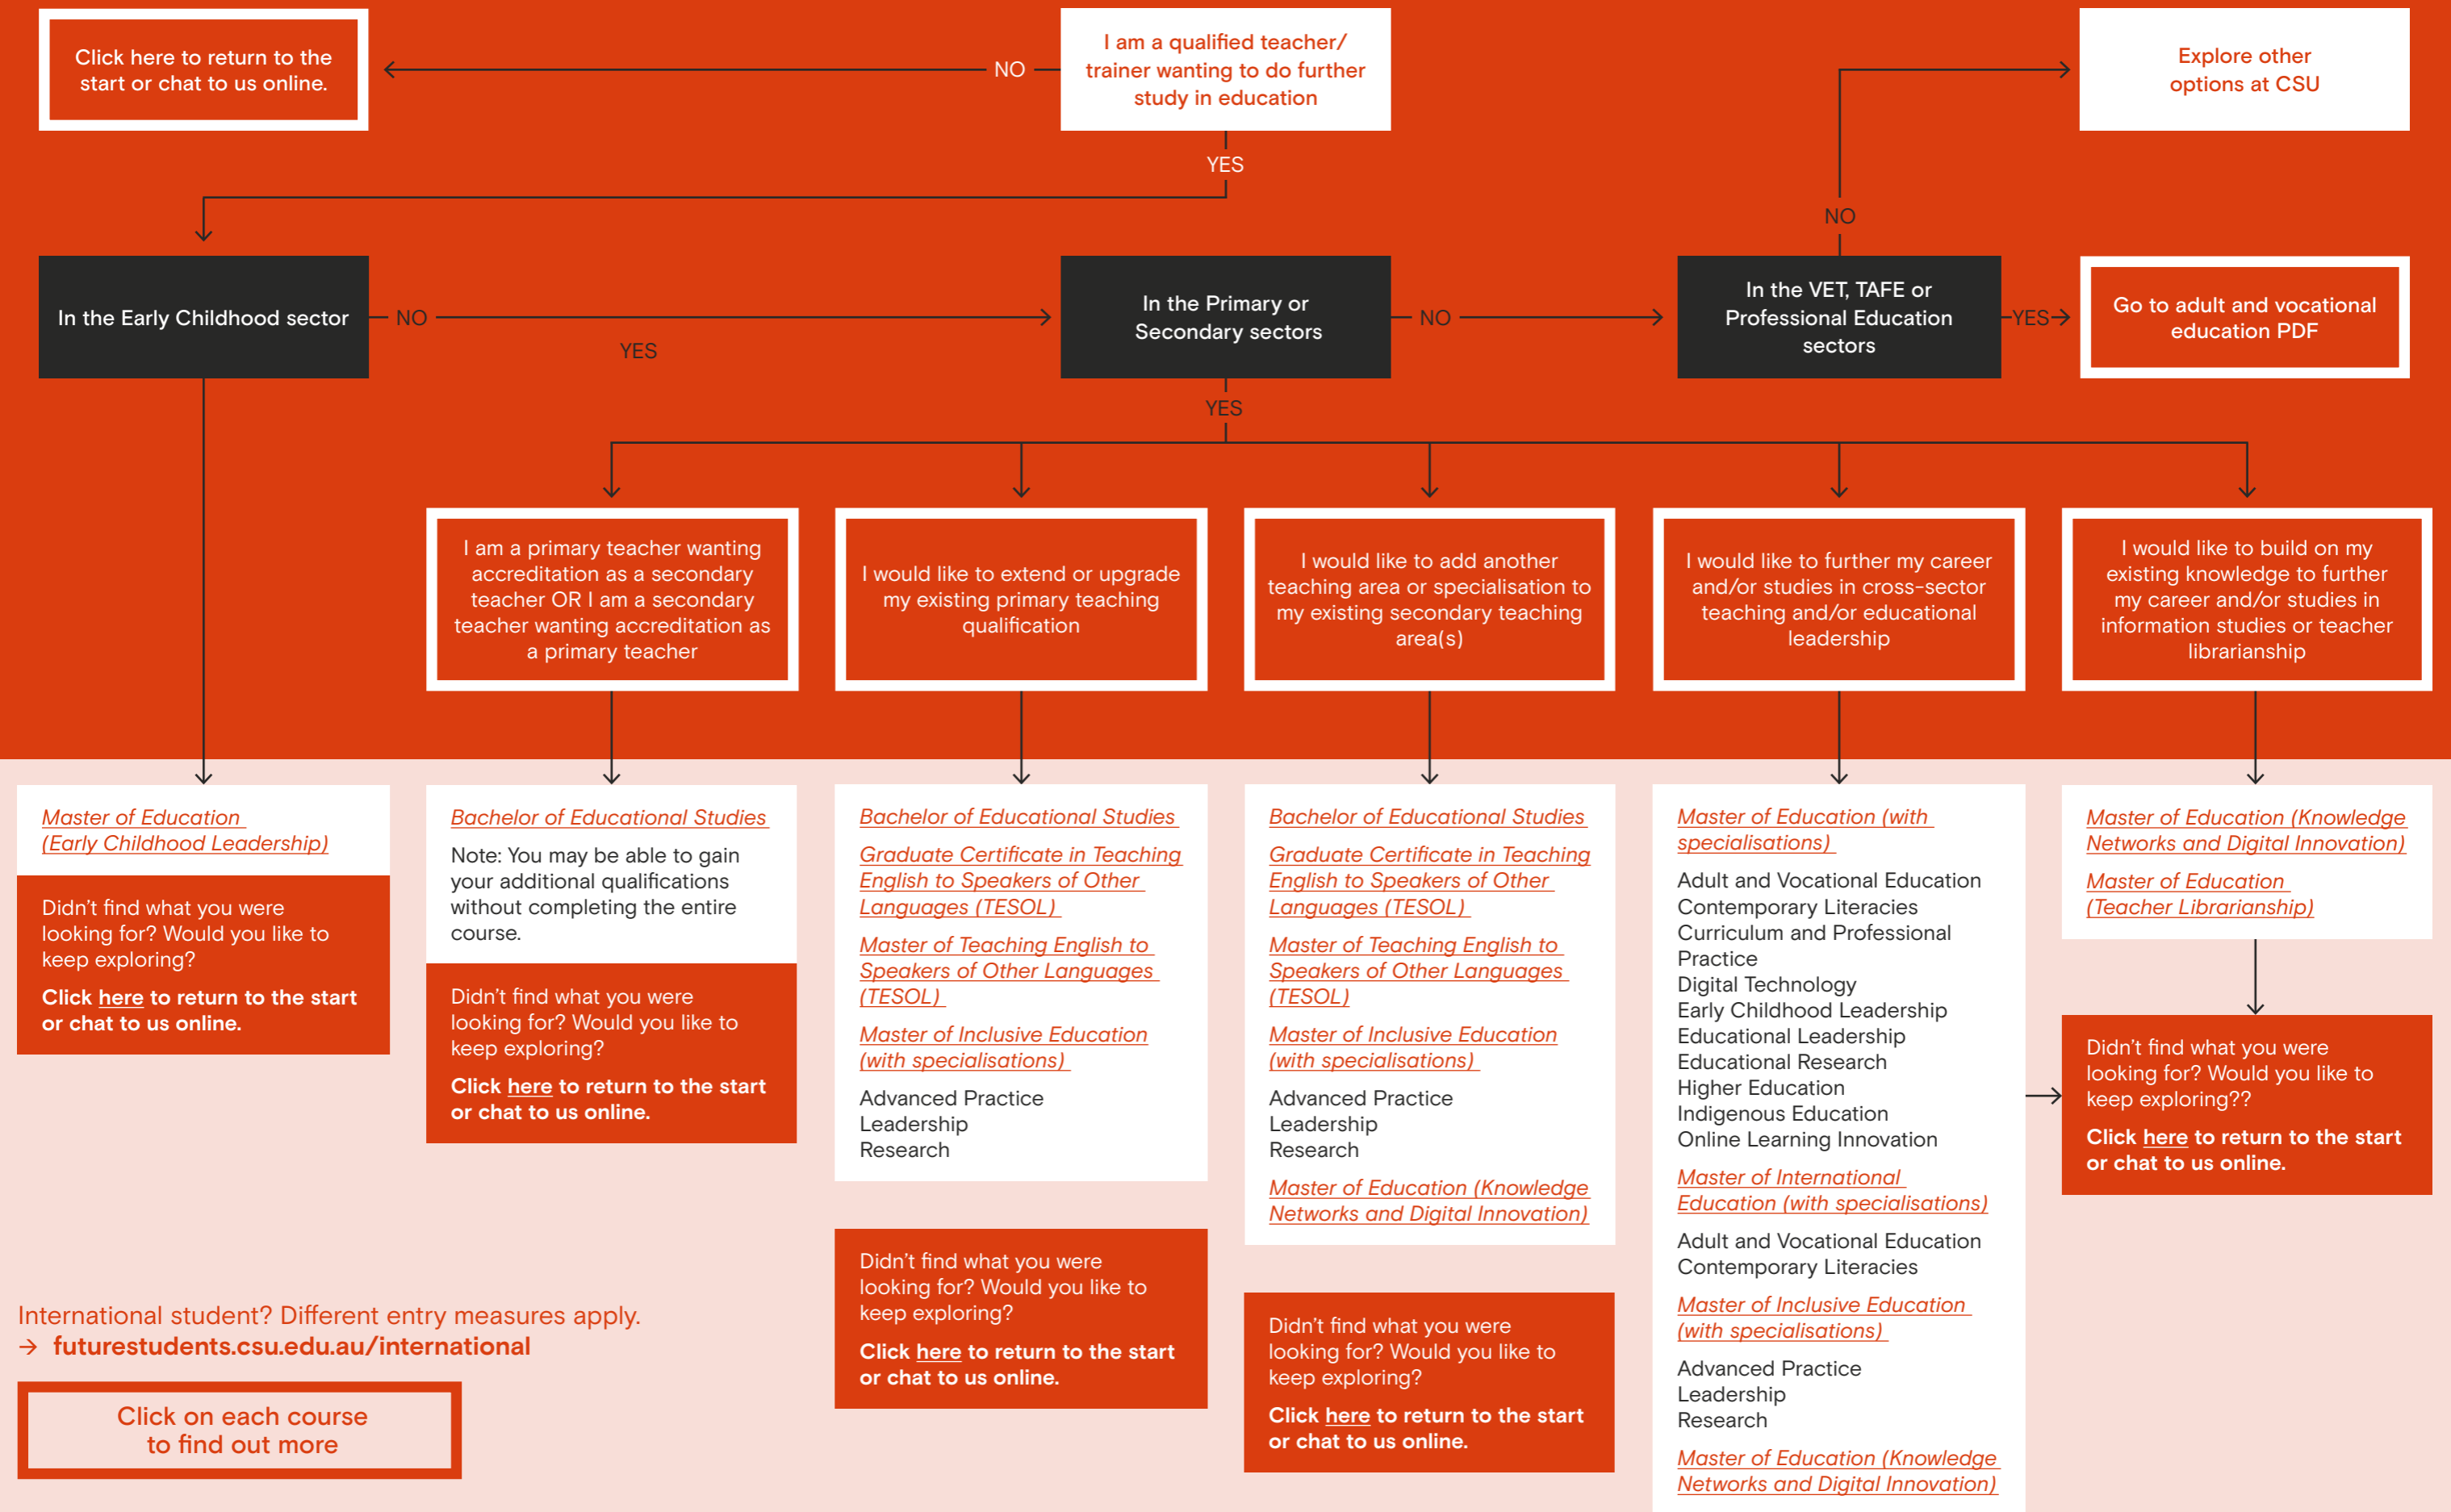 Click here to return to the
start or chat to us online.
NO
I am a qualified teacher/
trainer wanting to do further
study in education
Explore other
options at CSU
YES
NO
In the Early Childhood sector
NO
YES
In the Primary or
Secondary sectors
NO
In the VET, TAFE or
Professional Education
sectors
YES
Go to adult and vocational
education PDF
YES
I am a primary teacher wanting
accreditation as a secondary
teacher OR I am a secondary
teacher wanting accreditation as
a primary teacher
I would like to extend or upgrade
my existing primary teaching
qualification
I would like to add another
teaching area or specialisation to
my existing secondary teaching
area(s)
I would like to further my career
and/or studies in cross-sector
teaching and/or educational
leadership
I would like to build on my
existing knowledge to further
my career and/or studies in
information studies or teacher
librarianship
Master of Education
(Early Childhood Leadership)
Didn't find what you were
looking for? Would you like to
keep exploring?
Click here to return to the start
or chat to us online.
Bachelor of Educational Studies
Note: You may be able to gain
your additional qualifications
without completing the entire
course.
Didn't find what you were
looking for? Would you like to
keep exploring?
Click here to return to the start
or chat to us online.
Bachelor of Educational Studies
Graduate Certificate in Teaching
English to Speakers of Other
Languages (TESOL)
Master of Teaching English to
Speakers of Other Languages
(TESOL)
Master of Inclusive Education
(with specialisations)
Advanced Practice
Leadership
Research
Didn't find what you were
looking for? Would you like to
keep exploring?
Click here to return to the start
or chat to us online.
Bachelor of Educational Studies
Graduate Certificate in Teaching
English to Speakers of Other
Languages (TESOL)
Master of Teaching English to
Speakers of Other Languages
(TESOL)
Master of Inclusive Education
(with specialisations)
Advanced Practice
Leadership
Research
Master of Education (Knowledge
Networks and Digital Innovation)
Didn't find what you were
looking for? Would you like to
keep exploring?
Click here to return to the start
or chat to us online.
Master of Education (with
specialisations)
Adult and Vocational Education
Contemporary Literacies
Curriculum and Professional
Practice
Digital Technology
Early Childhood Leadership
Educational Leadership
Educational Research
Higher Education
Indigenous Education
Online Learning Innovation
Master of International
Education (with specialisations)
Adult and Vocational Education
Contemporary Literacies
Master of Inclusive Education
(with specialisations)
Advanced Practice
Leadership
Research
Master of Education (Knowledge
Networks and Digital Innovation)
Master of Education (Knowledge
Networks and Digital Innovation)
Master of Education
(Teacher Librarianship)
Didn't find what you were
looking for? Would you like to
keep exploring??
Click here to return to the start
or chat to us online.
International student? Different entry measures apply.
→ futurestudents.csu.edu.au/international
Click on each course
to find out more